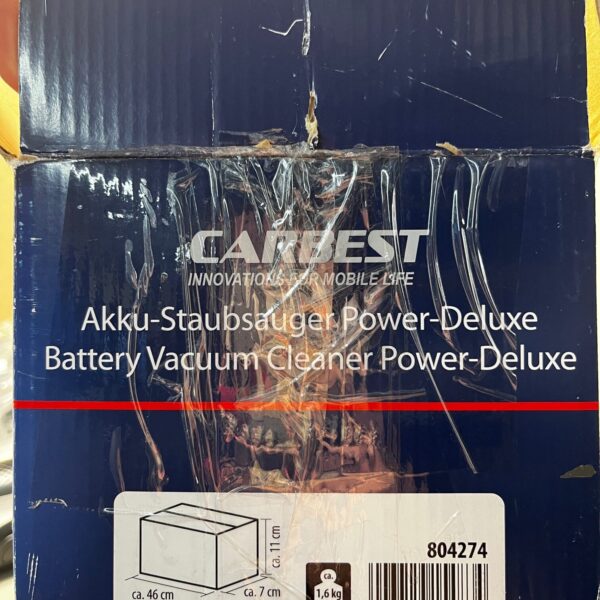 CARBEST
INNOVATIONS FOR MOBILE LIFE
Akku-Staubsauger Power-Deluxe
Battery Vacuum Cleaner Power-Deluxe
804274
ca. 11 cm
ca. 46 cm
ca. 7 cm
ca.
1,6 kg